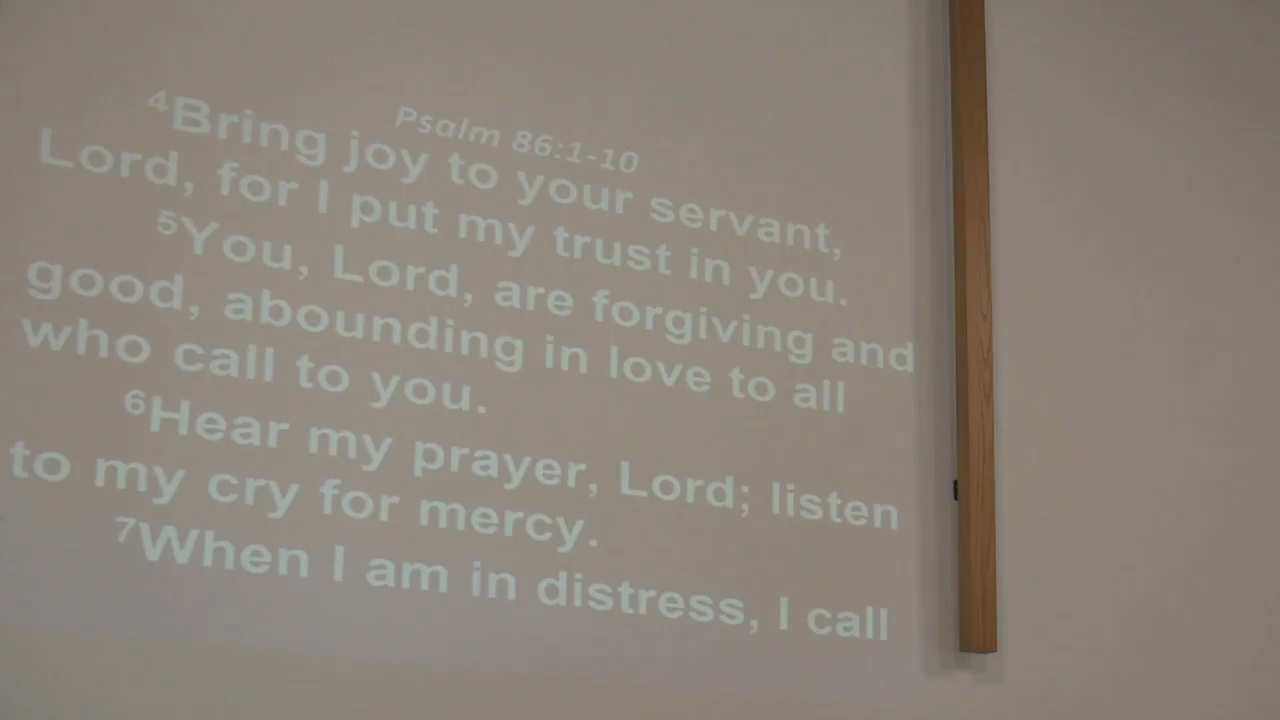 Psalm 86:1-10
⁴Bring joy to your servant,
Lord, for I put my trust in you.
⁵You, Lord, are forgiving and
good, abounding in love to all
who call to you.
⁶Hear my prayer, Lord; listen
to my cry for mercy.
⁷When I am in distress, I call